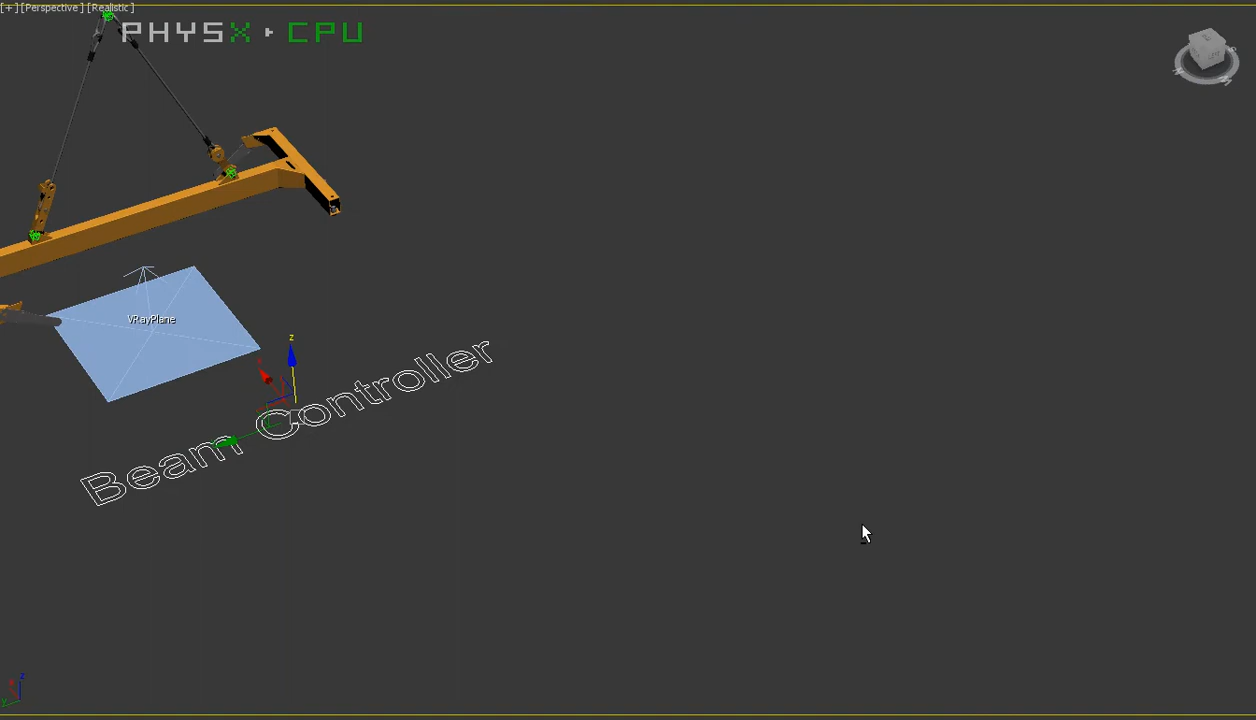 [+] [Perspective] [Realistic]
PHYSX • CPU
VRayPlane
z
x
Beam Controller
z
x
y